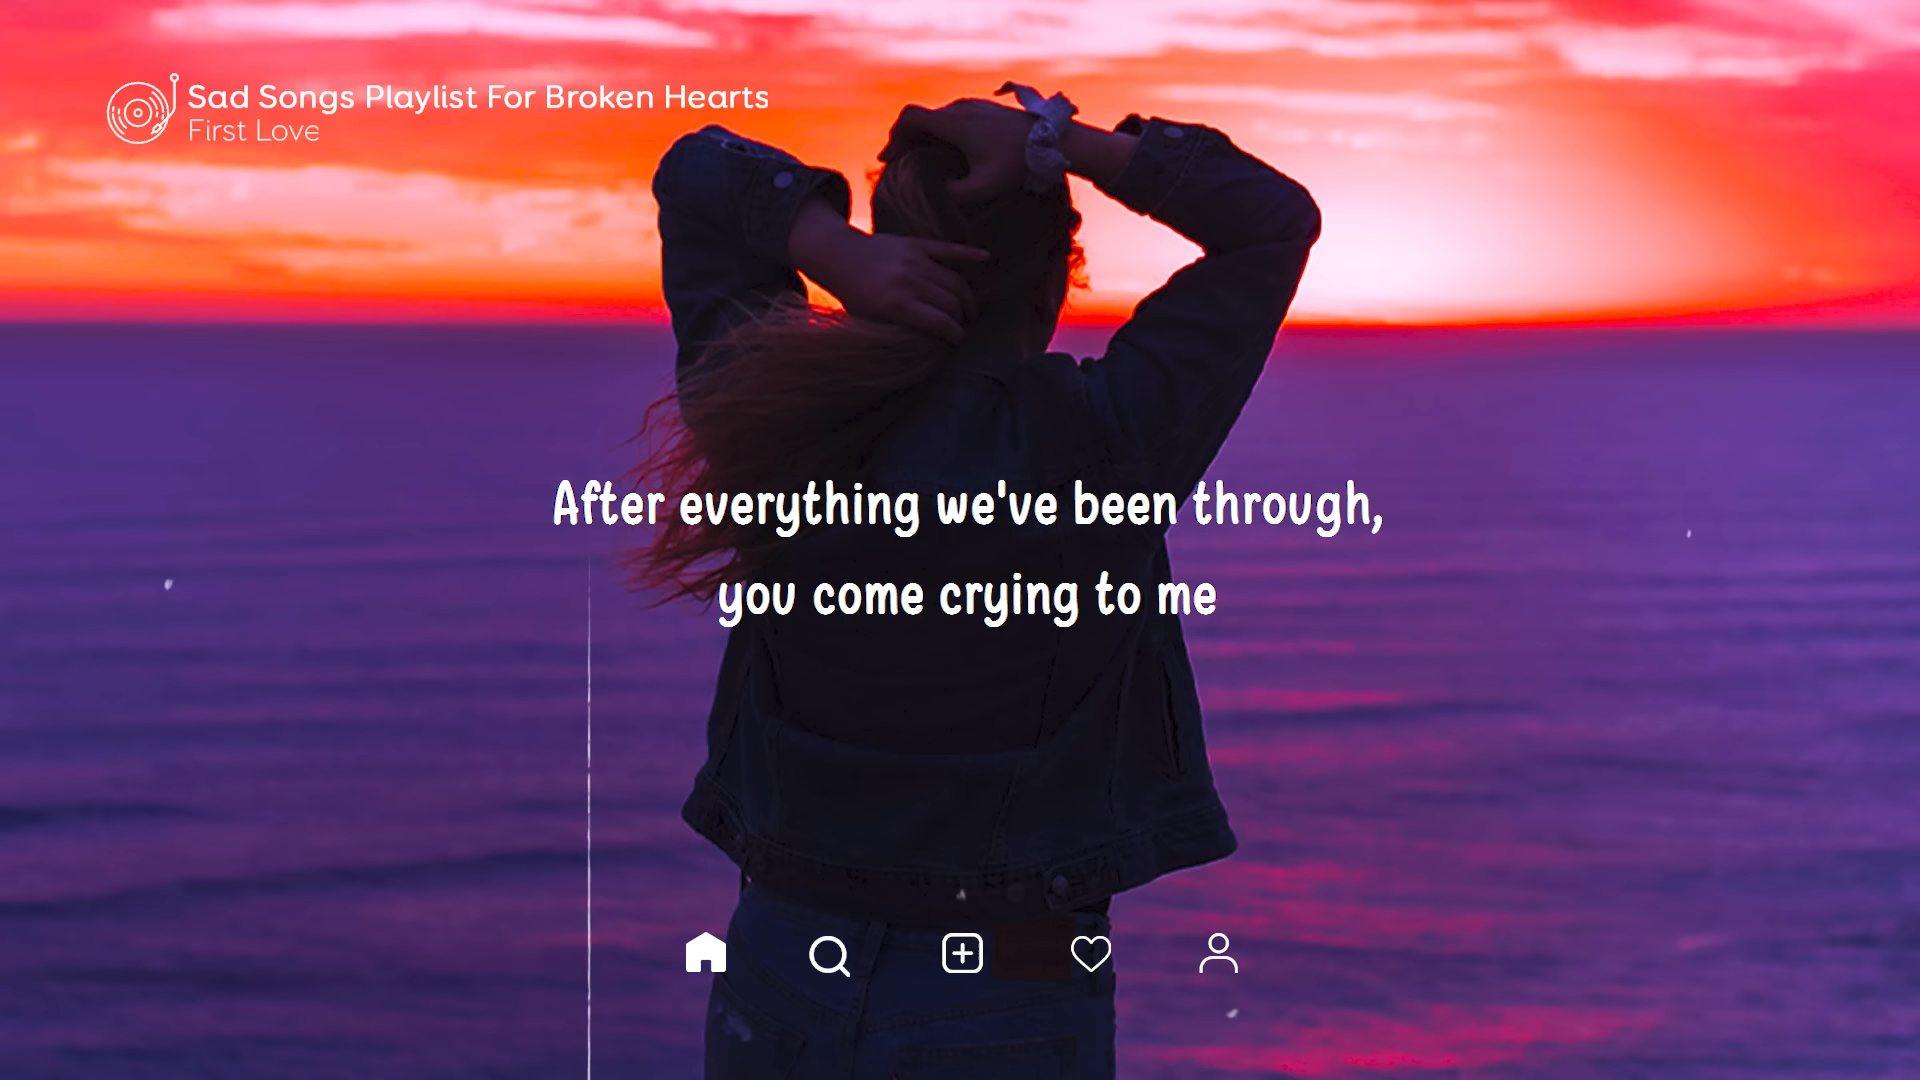 Sad Songs Playlist For Broken Hearts
First Love
After everything we've been through,
you come crying to me